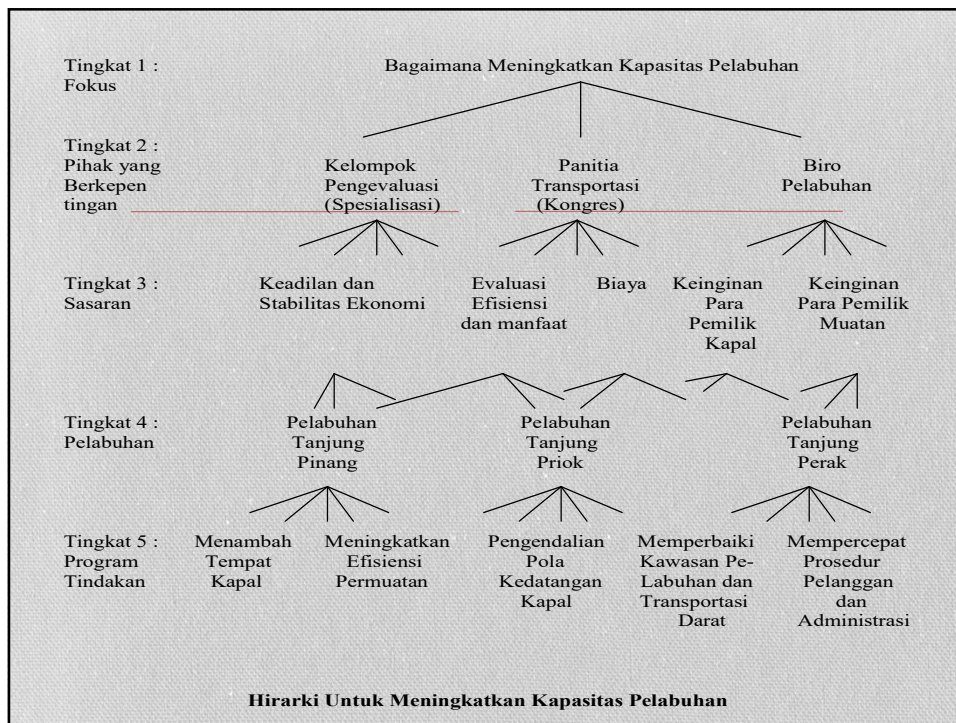 Tingkat 1 :
Fokus
Bagaimana Meningkatkan Kapasitas Pelabuhan
Tingkat 2 :
Pihak yang
Berkepen
tingan
Kelompok
Pengevaluasi
(Spesialisasi)
Panitia
Transportasi
(Kongres)
Biro
Pelabuhan
Tingkat 3 :
Sasaran
Keadilan dan
Stabilitas Ekonomi
Evaluasi
Efisiensi
dan manfaat
Biaya
Keinginan
Para
Pemilik
Kapal
Keinginan
Para Pemilik
Muatan
Tingkat 4 :
Pelabuhan
Pelabuhan
Tanjung
Pinang
Pelabuhan
Tanjung
Priok
Pelabuhan
Tanjung
Perak
Tingkat 5 :
Program
Tindakan
Menambah
Tempat
Kapal
Meningkatkan
Efisiensi
Permuatan
Pengendalian
Pola
Kedatangan
Kapal
Memperbaiki
Kawasan Pe-
Labuhan dan
Transportasi
Darat
Mempercepat
Prosedur
Pelanggan
dan
Administrasi
Hirarki Untuk Meningkatkan Kapasitas Pelabuhan